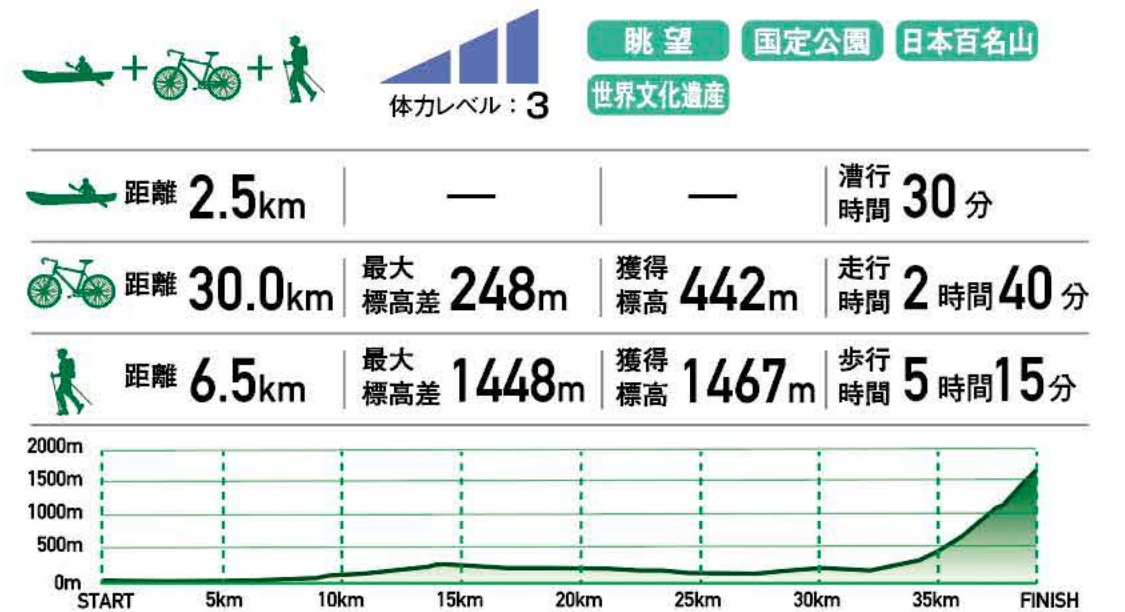 眺望 国定公園 日本百名山
世界文化遺産
体力レベル：3
距離 2.5km — — 漕行時間 30分
距離 30.0km 最大標高差 248m 獲得標高 442m 走行時間 2時間40分
距離 6.5km 最大標高差 1448m 獲得標高 1467m 歩行時間 5時間15分
2000m
1500m
1000m
500m
0m
START 5km 10km 15km 20km 25km 30km 35km FINISH